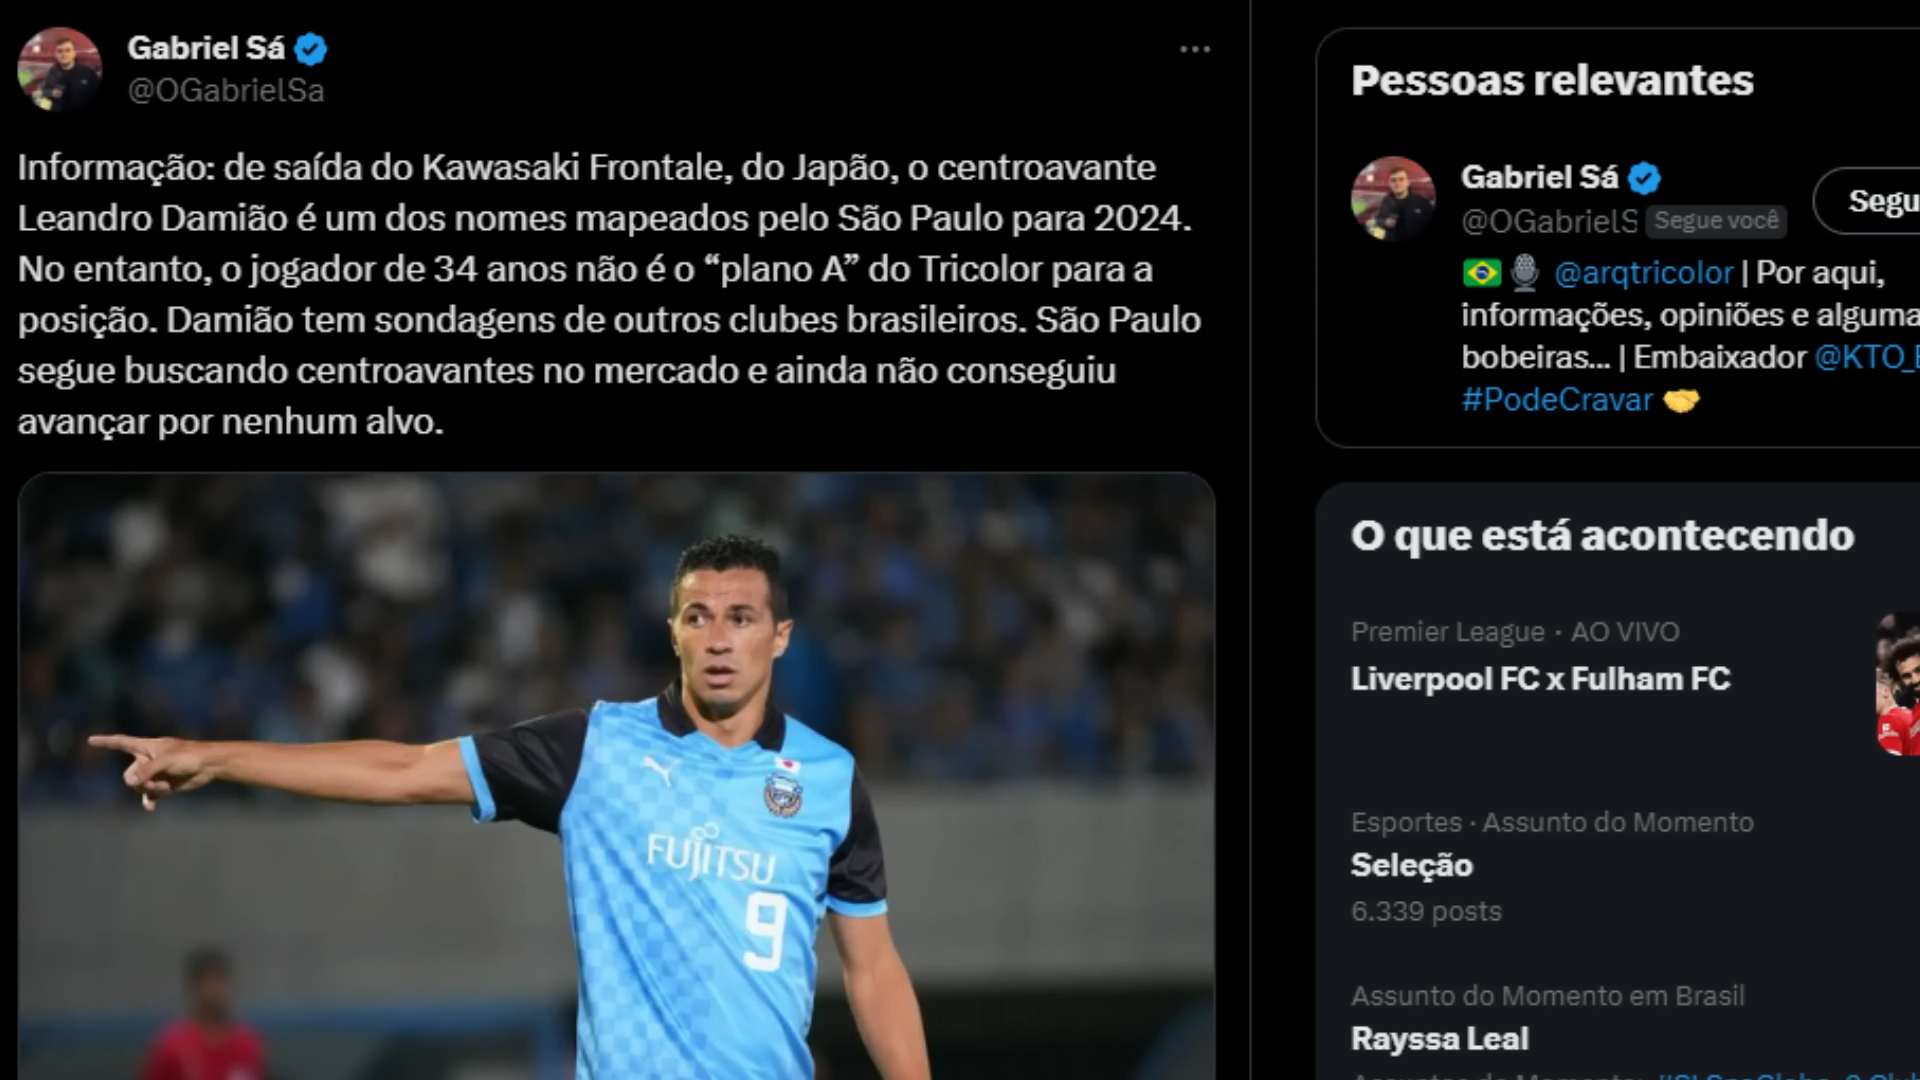 Gabriel Sá
@OGabrielSa
Informação: de saída do Kawasaki Frontale, do Japão, o centroavante
Leandro Damião é um dos nomes mapeados pelo São Paulo para 2024.
No entanto, o jogador de 34 anos não é o “plano A” do Tricolor para a
posição. Damião tem sondagens de outros clubes brasileiros. São Paulo
segue buscando centroavantes no mercado e ainda não conseguiu
avançar por nenhum alvo.
FUJITSU
9
Pessoas relevantes
Gabriel Sá
@OGabrielS Segue você
Segu
@arqtricolor | Por aqui,
informações, opiniões e alguma
bobeiras... | Embaixador @KTO_
#PodeCravar
O que está acontecendo
Premier League · AO VIVO
Liverpool FC x Fulham FC
Esportes · Assunto do Momento
Seleção
6.339 posts
Assunto do Momento em Brasil
Rayssa Leal